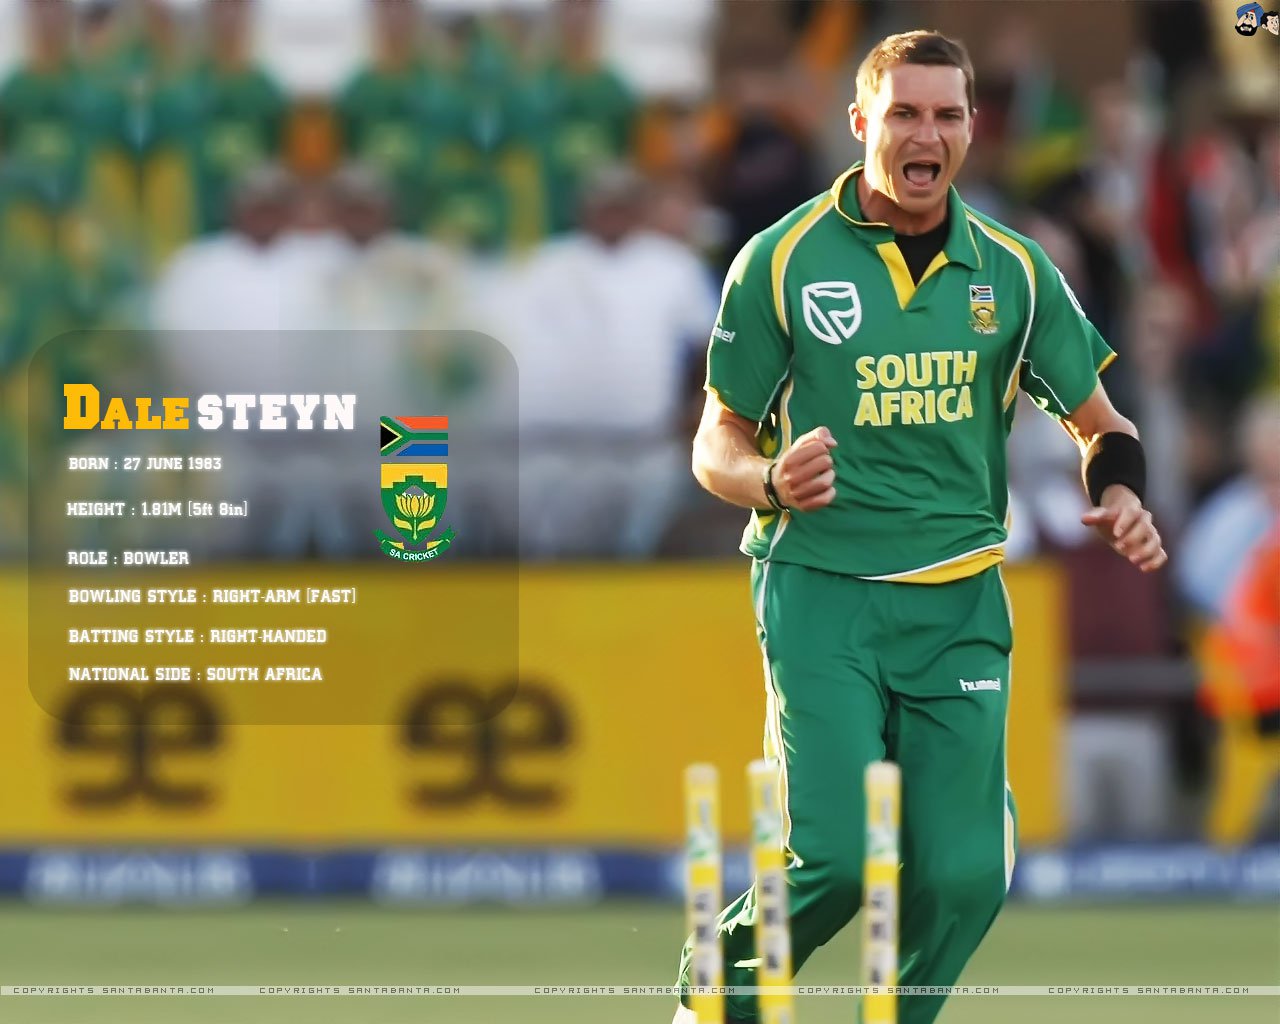 Dale STEYN
BORN : 27 JUNE 1983
HEIGHT : 1.81M [5ft 8in]
ROLE : BOWLER
BOWLING STYLE : RIGHT-ARM [FAST]
BATTING STYLE : RIGHT-HANDED
NATIONAL SIDE : SOUTH AFRICA
SA CRICKET
SOUTH
AFRICA
hummel
COPYRIGHTS SANTABANTA.COM COPYRIGHTS SANTABANTA.COM COPYRIGHTS SANTABANTA.COM COPYRIGHTS SANTABANTA.COM COPYRIGHTS SANTABANTA.COM